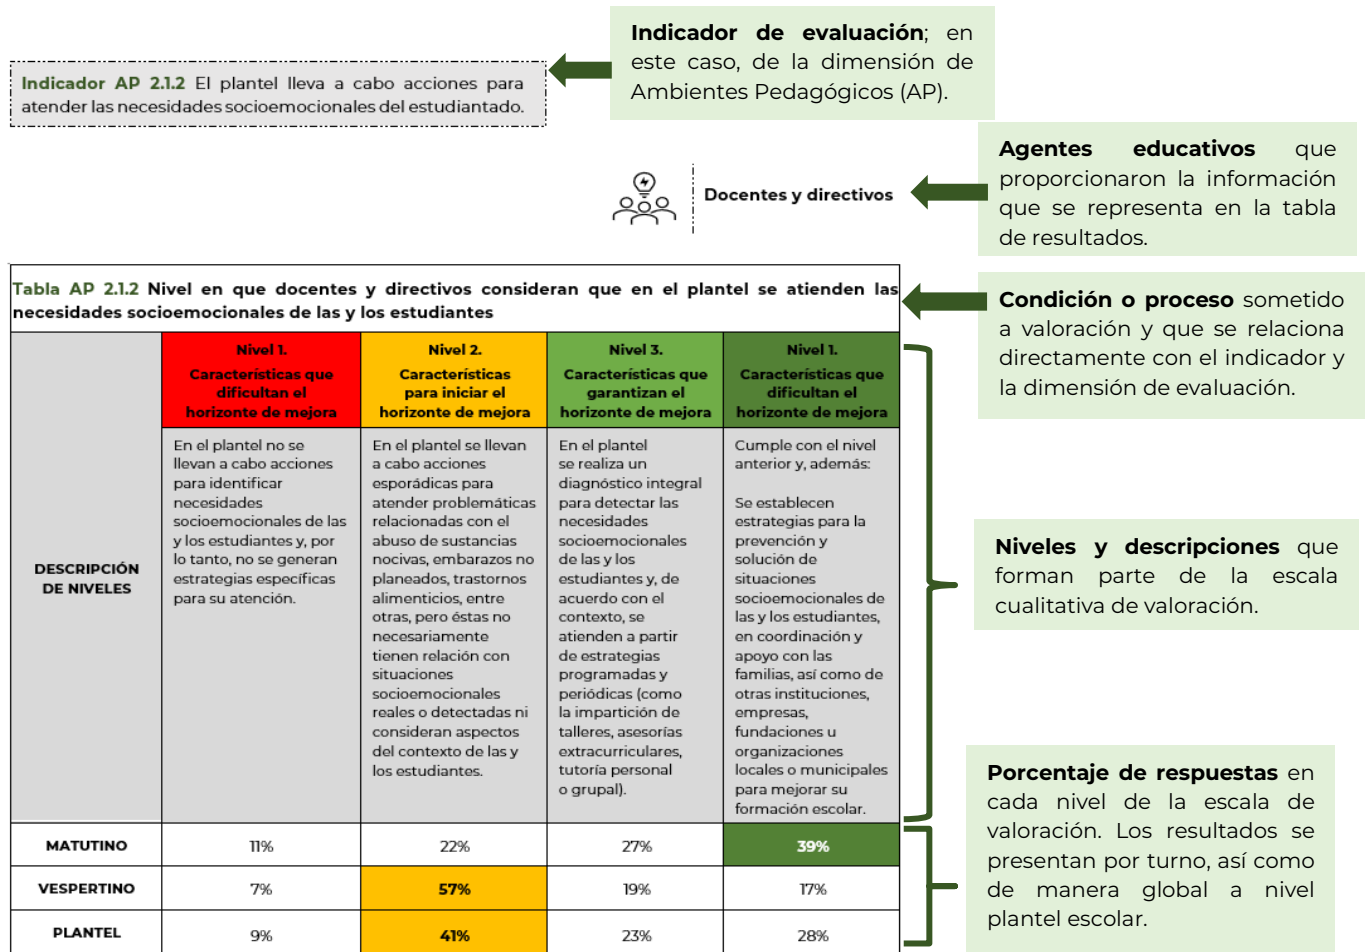 Indicador de evaluación; en
este caso, de la dimensión de
Ambientes Pedagógicos (AP).
Indicador AP 2.1.2 El plantel lleva a cabo acciones para
atender las necesidades socioemocionales del estudiantado.
Agentes educativos que
proporcionaron la información
que se representa en la tabla
de resultados.
Docentes y directivos
Tabla AP 2.1.2 Nivel en que docentes y directivos consideran que en el plantel se atienden las
necesidades socioemocionales de las y los estudiantes
Condición o proceso sometido
a valoración y que se relaciona
directamente con el indicador y
la dimensión de evaluación.
Nivel 1.
Características que
dificultan el
horizonte de mejora
Nivel 2.
Características
para iniciar el
horizonte de mejora
Nivel 3.
Características que
garantizan el
horizonte de mejora
Nivel 1.
Características que
dificultan el
horizonte de mejora
DESCRIPCIÓN
DE NIVELES
En el plantel no se
llevan a cabo acciones
para identificar
necesidades
socioemocionales de las
y los estudiantes y, por
lo tanto, no se generan
estrategias específicas
para su atención.
En el plantel se llevan
a cabo acciones
esporádicas para
atender problemáticas
relacionadas con el
abuso de sustancias
nocivas, embarazos no
planeados, trastornos
alimenticios, entre
otras, pero éstas no
necesariamente
tienen relación con
situaciones
socioemocionales
reales o detectadas ni
consideran aspectos
del contexto de las y
los estudiantes.
En el plantel
se realiza un
diagnóstico integral
para detectar las
necesidades
socioemocionales
de las y los
estudiantes y, de
acuerdo con el
contexto, se
atienden a partir
de estrategias
programadas y
periódicas (como
la impartición de
talleres, asesorías
extracurriculares,
tutoría personal
o grupal).
Cumple con el nivel
anterior y, además:
Se establecen
estrategias para la
prevención y
solución de
situaciones
socioemocionales de
las y los estudiantes,
en coordinación y
apoyo con las
familias, así como de
otras instituciones,
empresas,
fundaciones u
organizaciones
locales o municipales
para mejorar su
formación escolar.
Niveles y descripciones que
forman parte de la escala
cualitativa de valoración.
MATUTINO 11% 22% 27% 39%
VESPERTINO 7% 57% 19% 17%
PLANTEL 9% 41% 23% 28%
Porcentaje de respuestas en
cada nivel de la escala de
valoración. Los resultados se
presentan por turno, así como
de manera global a nivel
plantel escolar.